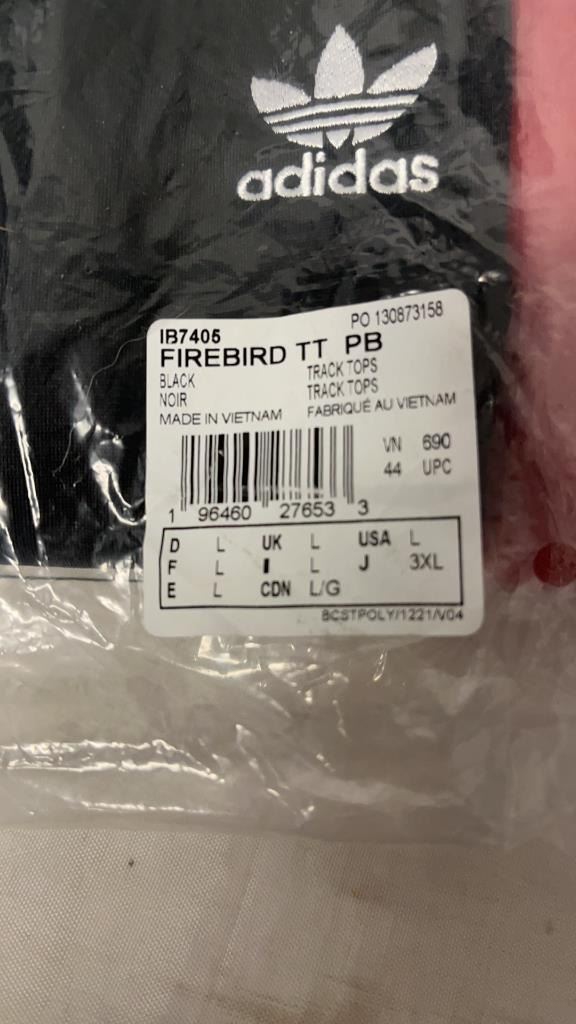 adidas
PO 130873158
IB7405
FIREBIRD TT PB
BLACK TRACK TOPS
NOIR TRACK TOPS
MADE IN VIETNAM FABRIQUÉ AU VIETNAM
VN 690
44 UPC
1 96460 27653 3
D L UK L USA L
F L I L J 3XL
E L CDN L/G
BCSTPOLY/1221/V04